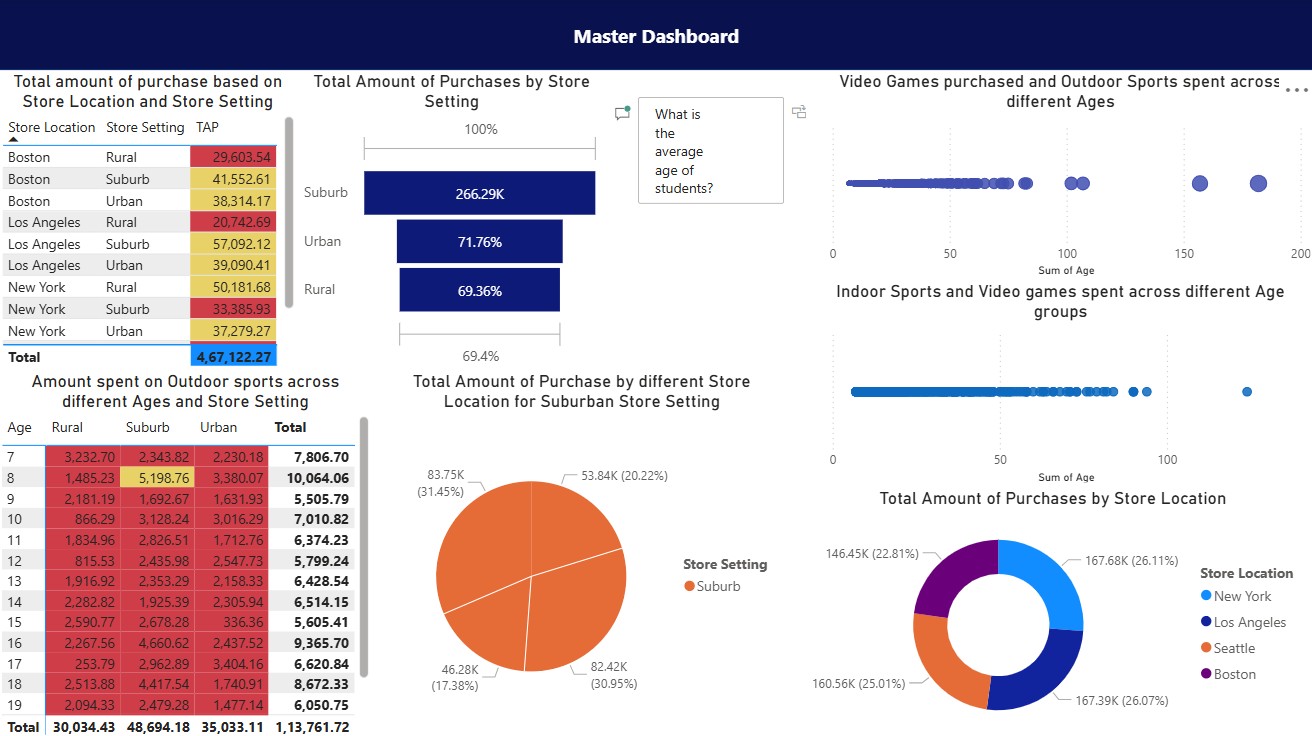 Master Dashboard
Total amount of purchase based on
Store Location and Store Setting
Store Location Store Setting TAP
Boston Rural 29,603.54
Boston Suburb 41,552.61
Boston Urban 38,314.17
Los Angeles Rural 20,742.69
Los Angeles Suburb 57,092.12
Los Angeles Urban 39,090.41
New York Rural 50,181.68
New York Suburb 33,385.93
New York Urban 37,279.27
Total 4,67,122.27
Total Amount of Purchases by Store
Setting
100%
Suburb 266.29K
Urban 71.76%
Rural 69.36%
69.4%
What is
the
average
age of
students?
Video Games purchased and Outdoor Sports spent across
different Ages
0 50 100 150 200
Sum of Age
Indoor Sports and Video games spent across different Age
groups
0 50 100
Sum of Age
Amount spent on Outdoor sports across
different Ages and Store Setting
Age Rural Suburb Urban Total
7 3,232.70 2,343.82 2,230.18 7,806.70
8 1,485.23 5,198.76 3,380.07 10,064.06
9 2,181.19 1,692.67 1,631.93 5,505.79
10 866.29 3,128.24 3,016.29 7,010.82
11 1,834.96 2,826.51 1,712.76 6,374.23
12 815.53 2,435.98 2,547.73 5,799.24
13 1,916.92 2,353.29 2,158.33 6,428.54
14 2,282.82 1,925.39 2,305.94 6,514.15
15 2,590.77 2,678.28 336.36 5,605.41
16 2,267.56 4,660.62 2,437.52 9,365.70
17 253.79 2,962.89 3,404.16 6,620.84
18 2,513.88 4,417.54 1,740.91 8,672.33
19 2,094.33 2,479.28 1,477.14 6,050.75
Total 30,034.43 48,694.18 35,033.11 1,13,761.72
Total Amount of Purchase by different Store
Location for Suburban Store Setting
83.75K
(31.45%)
53.84K (20.22%)
46.28K
(17.38%)
82.42K
(30.95%)
Store Setting
Suburb
Total Amount of Purchases by Store Location
146.45K (22.81%)
167.68K (26.11%)
160.56K (25.01%)
167.39K (26.07%)
Store Location
New York
Los Angeles
Seattle
Boston